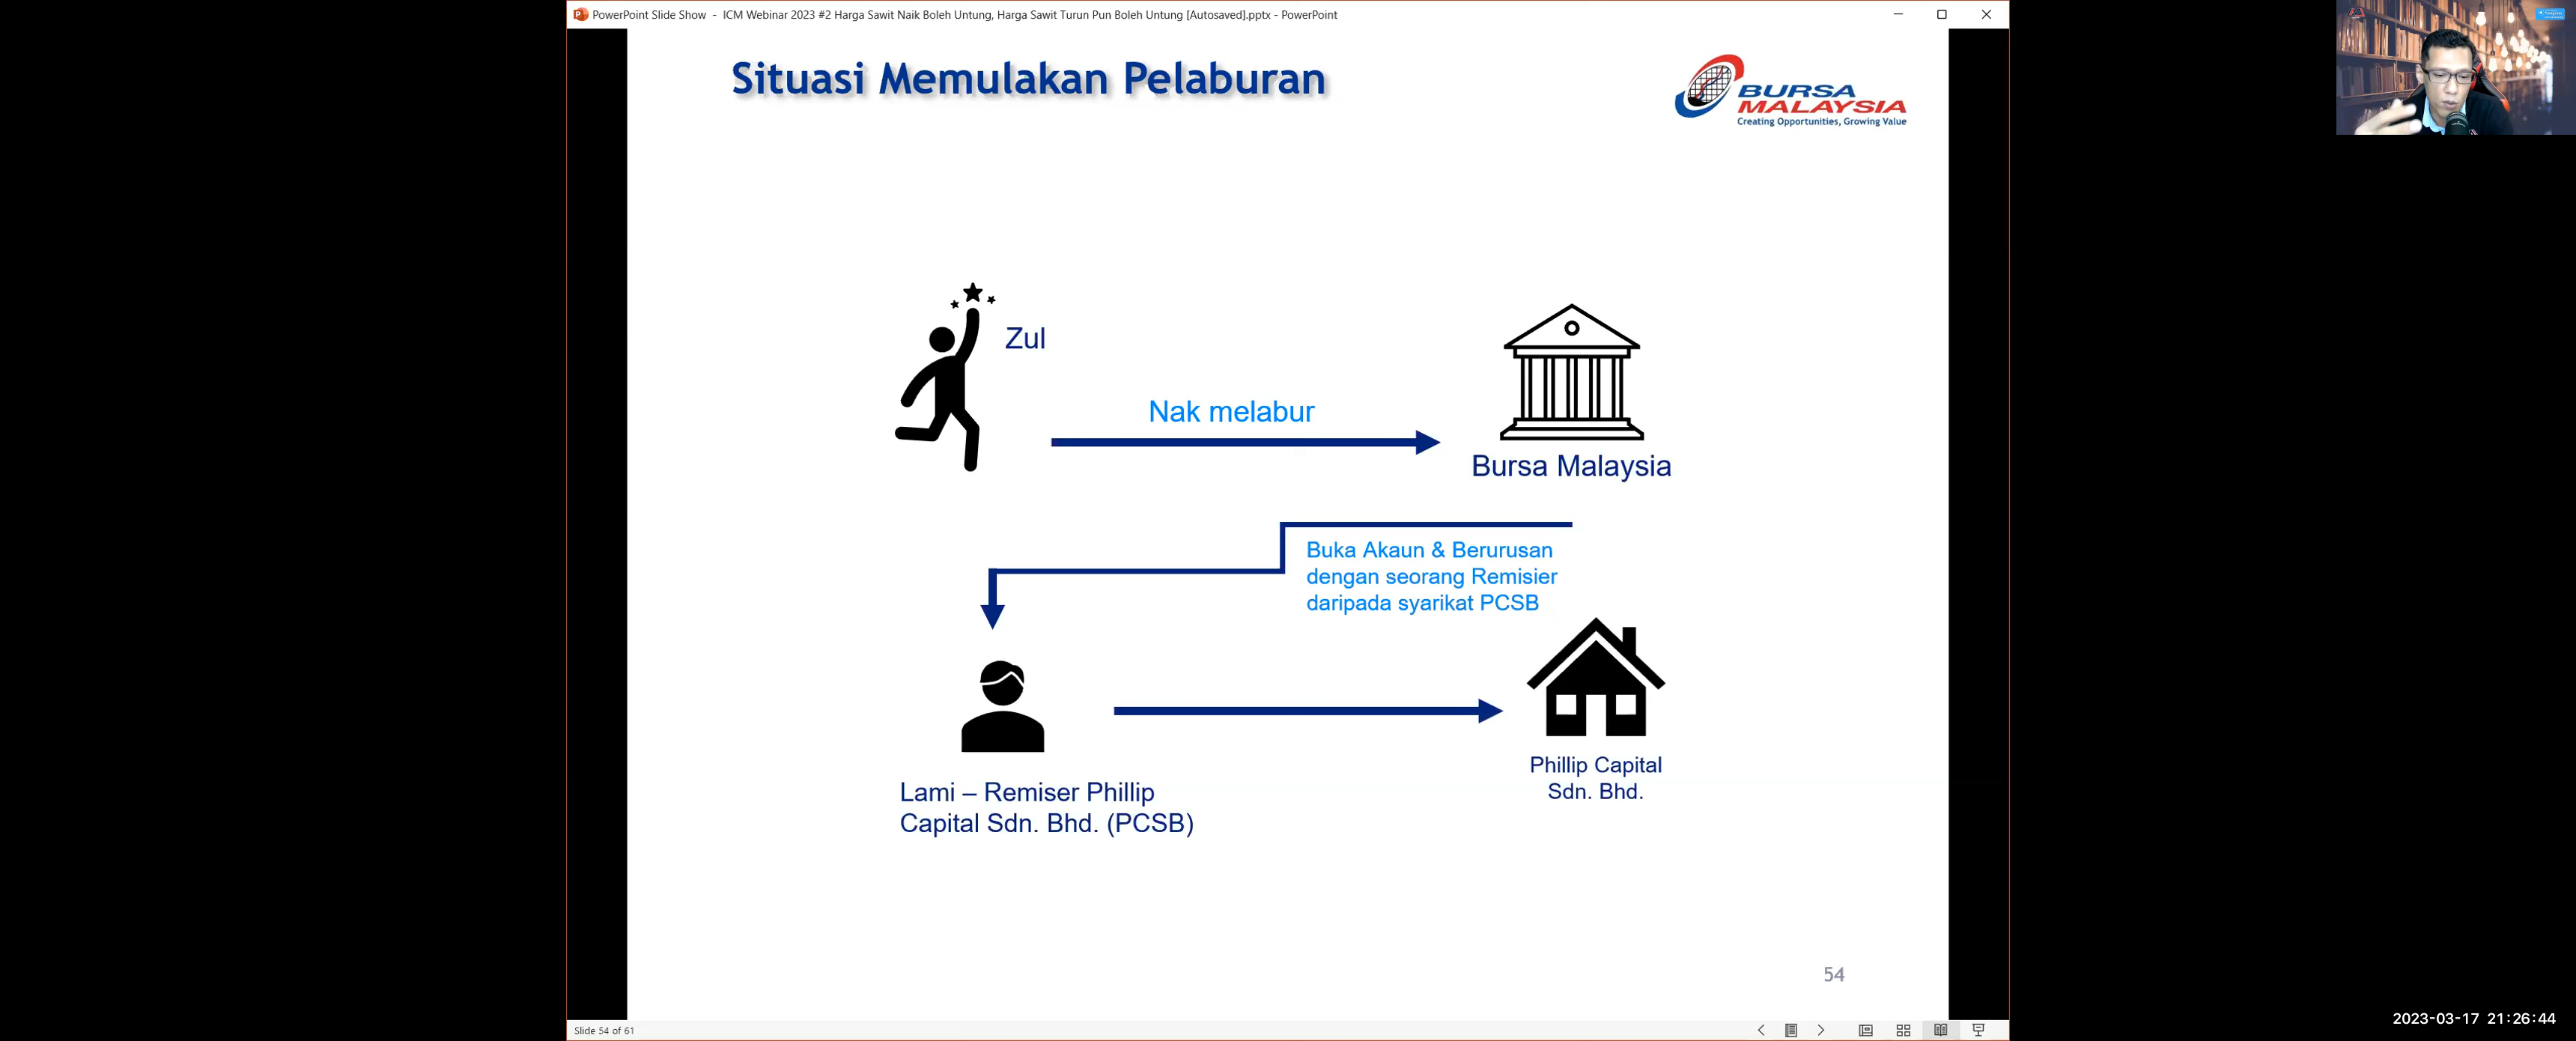 PowerPoint Slide Show - ICM Webinar 2023 #2 Harga Sawit Naik Boleh Untung, Harga Sawit Turun Pun Boleh Untung [Autosaved].pptx - PowerPoint
Situasi Memulakan Pelaburan
BURSA
MALAYSIA
Creating Opportunities, Growing Value
Zul
Nak melabur
Bursa Malaysia
Buka Akaun & Berurusan
dengan seorang Remisier
daripada syarikat PCSB
Lami – Remiser Phillip
Capital Sdn. Bhd. (PCSB)
Phillip Capital
Sdn. Bhd.
54
Slide 54 of 61
2023-03-17 21:26:44